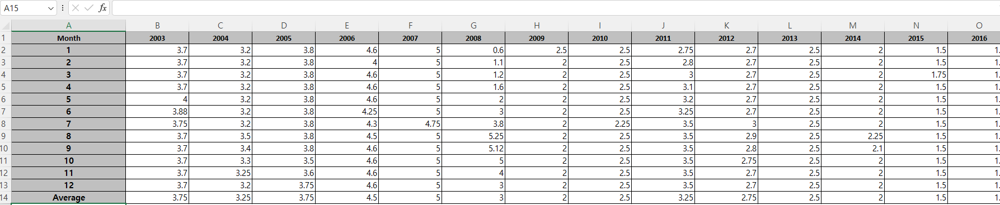 A15 fx
A B C D E F G H I J K L M N O
1 Month 2003 2004 2005 2006 2007 2008 2009 2010 2011 2012 2013 2014 2015 2016
2 1 3.7 3.2 3.8 4.6 5 0.6 2.5 2.5 2.75 2.7 2.5 2 1.5 1.
3 2 3.7 3.2 3.8 4 5 1.1 2 2.5 2.8 2.7 2.5 2 1.5 1.
4 3 3.7 3.2 3.8 4.6 5 1.2 2 2.5 3 2.7 2.5 2 1.75 1.
5 4 3.7 3.2 3.8 4.6 5 1.6 2 2.5 3.1 2.7 2.5 2 1.5 1.
6 5 4 3.2 3.8 4.6 5 2 2 2.5 3.2 2.7 2.5 2 1.5 1.
7 6 3.88 3.2 3.8 4.25 5 3 2 2.5 3.25 2.7 2.5 2 1.5 1.
8 7 3.75 3.2 3.8 4.3 4.75 3.8 2 2.25 3.5 3 2.5 2 1.5 1.
9 8 3.7 3.5 3.8 4.5 5 5.25 2 2.5 3.5 2.9 2.5 2.25 1.5 1.
10 9 3.7 3.4 3.8 4.6 5 5.12 2 2.5 3.5 2.8 2.5 2.1 1.5 1.
11 10 3.7 3.3 3.5 4.6 5 5 2 2.5 3.5 2.75 2.5 2 1.5 1.
12 11 3.7 3.25 3.6 4.6 5 4 2 2.5 3.5 2.7 2.5 2 1.5 1.
13 12 3.7 3.2 3.75 4.6 5 3 2 2.5 3.5 2.7 2.5 2 1.5 1.
14 Average 3.75 3.25 3.75 4.5 5 3 2 2.5 3.25 2.75 2.5 2 1.5 1.